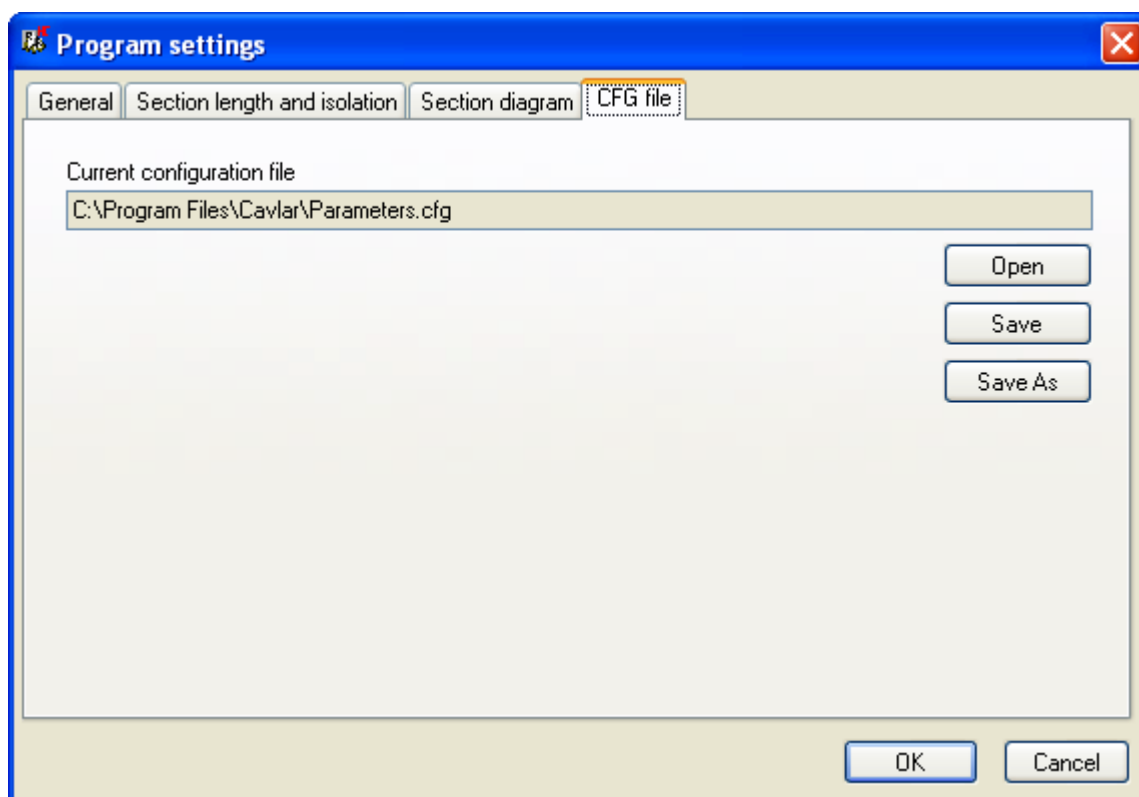 Program settings
General Section length and isolation Section diagram CFG file
Current configuration file
C:\Program Files\Cavlar\Parameters.cfg
Open
Save
Save As
OK Cancel